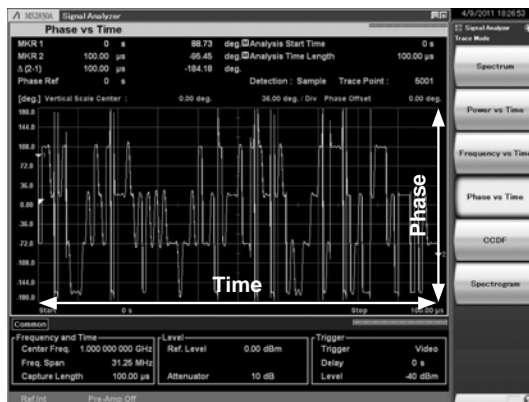 MS2830A Signal Analyzer
4/9/2011 18:26:53
Phase vs Time
MKR 1 0 s 88.73 deg. Analysis Start Time 0 s
MKR 2 100.00 µs -95.45 deg. Analysis Time Length 100.00 µs
Δ (2-1) 100.00 µs -184.18 deg.
Phase Ref 0 s Detection : Sample Trace Point : 5001
[deg.] Vertical Scale Center : 0.00 deg. 36.00 deg. / Div Phase Offset 0.00 deg.
180.0
144.0
108.0
72.0
36.0
0.00
-36.0
-72.0
-108.0
-144.0
-180.0
Phase
Time
Start 0 s Stop 100.00 µs
Common
Frequency and Time
Center Freq. 1.000 000 000 GHz
Freq. Span 31.25 MHz
Capture Length 100.00 µs
Level
Ref. Level 0.00 dBm
Attenuator 10 dB
Trigger
Trigger Video
Delay 0 s
Level -40 dBm
Ref.Int Pre-Amp Off
Signal Analyzer
Trace Mode
Spectrum
Power vs Time
Frequency vs Time
Phase vs Time
CCDF
Spectrogram